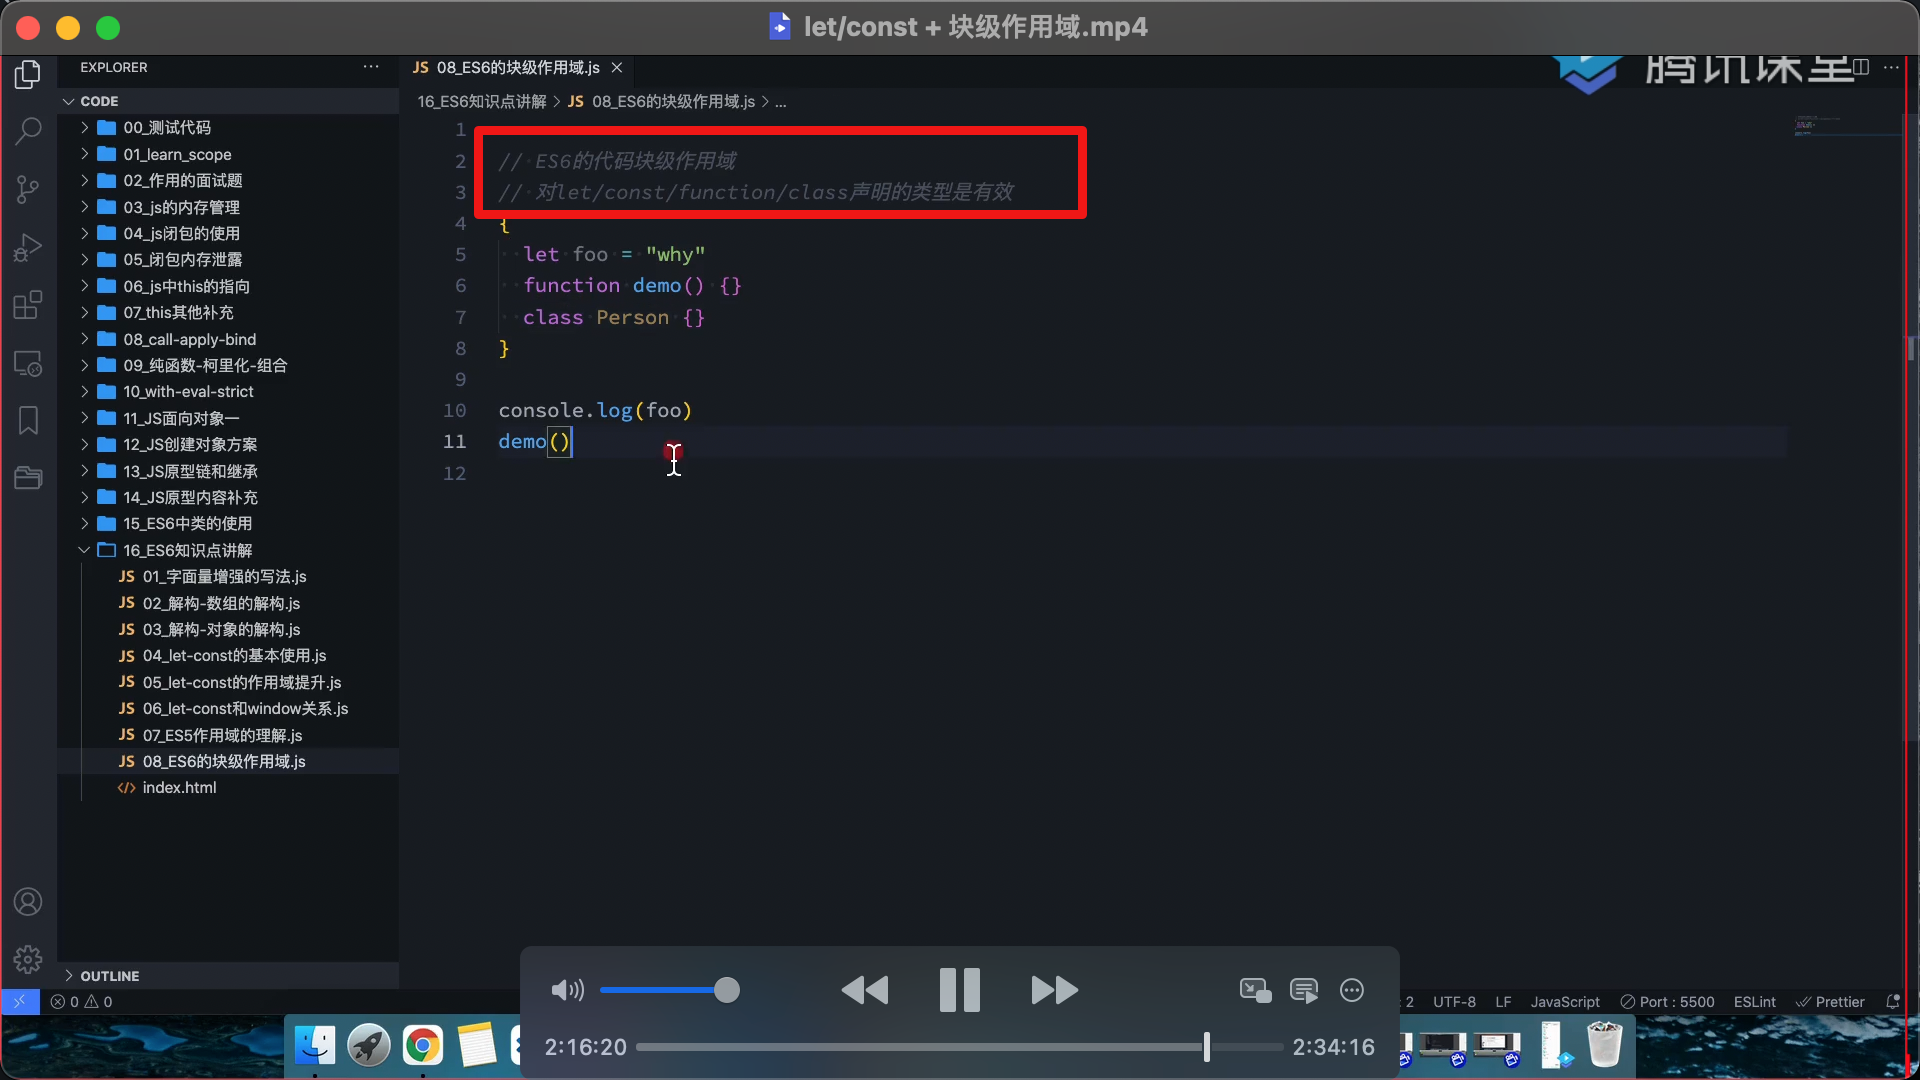 let/const + 块级作用域.mp4
EXPLORER
JS 08_ES6的块级作用域.js
腾讯课堂
CODE
16_ES6知识点讲解 > JS 08_ES6的块级作用域.js > ...
00_测试代码
01_learn_scope
02_作用的面试题
03_js的内存管理
04_js闭包的使用
05_闭包内存泄露
06_js中this的指向
07_this其他补充
08_call-apply-bind
09_纯函数-柯里化-组合
10_with-eval-strict
11_JS面向对象一
12_JS创建对象方案
13_JS原型链和继承
14_JS原型内容补充
15_ES6中类的使用
16_ES6知识点讲解
JS 01_字面量增强的写法.js
JS 02_解构-数组的解构.js
JS 03_解构-对象的解构.js
JS 04_let-const的基本使用.js
JS 05_let-const的作用域提升.js
JS 06_let-const和window关系.js
JS 07_ES5作用域的理解.js
JS 08_ES6的块级作用域.js
</> index.html
OUTLINE
1
2 // ES6的代码块级作用域
3 // 对let/const/function/class声明的类型是有效
4 {
5 let foo = "why"
6 function demo() {}
7 class Person {}
8 }
9
10 console.log(foo)
11 demo()
12
0 0
2 UTF-8 LF JavaScript Port : 5500 ESLint Prettier
2:16:20 2:34:16